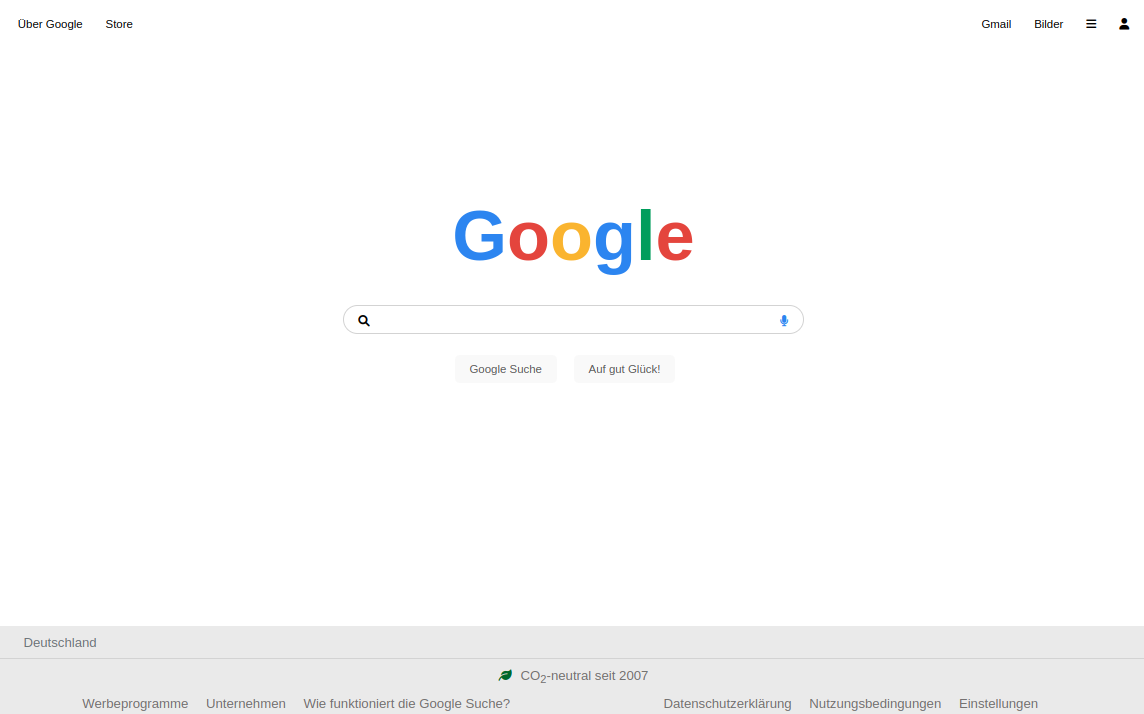 Über Google Store Gmail Bilder
Google
Google Suche Auf gut Glück!
Deutschland
CO2-neutral seit 2007
Werbeprogramme Unternehmen Wie funktioniert die Google Suche? Datenschutzerklärung Nutzungsbedingungen Einstellungen